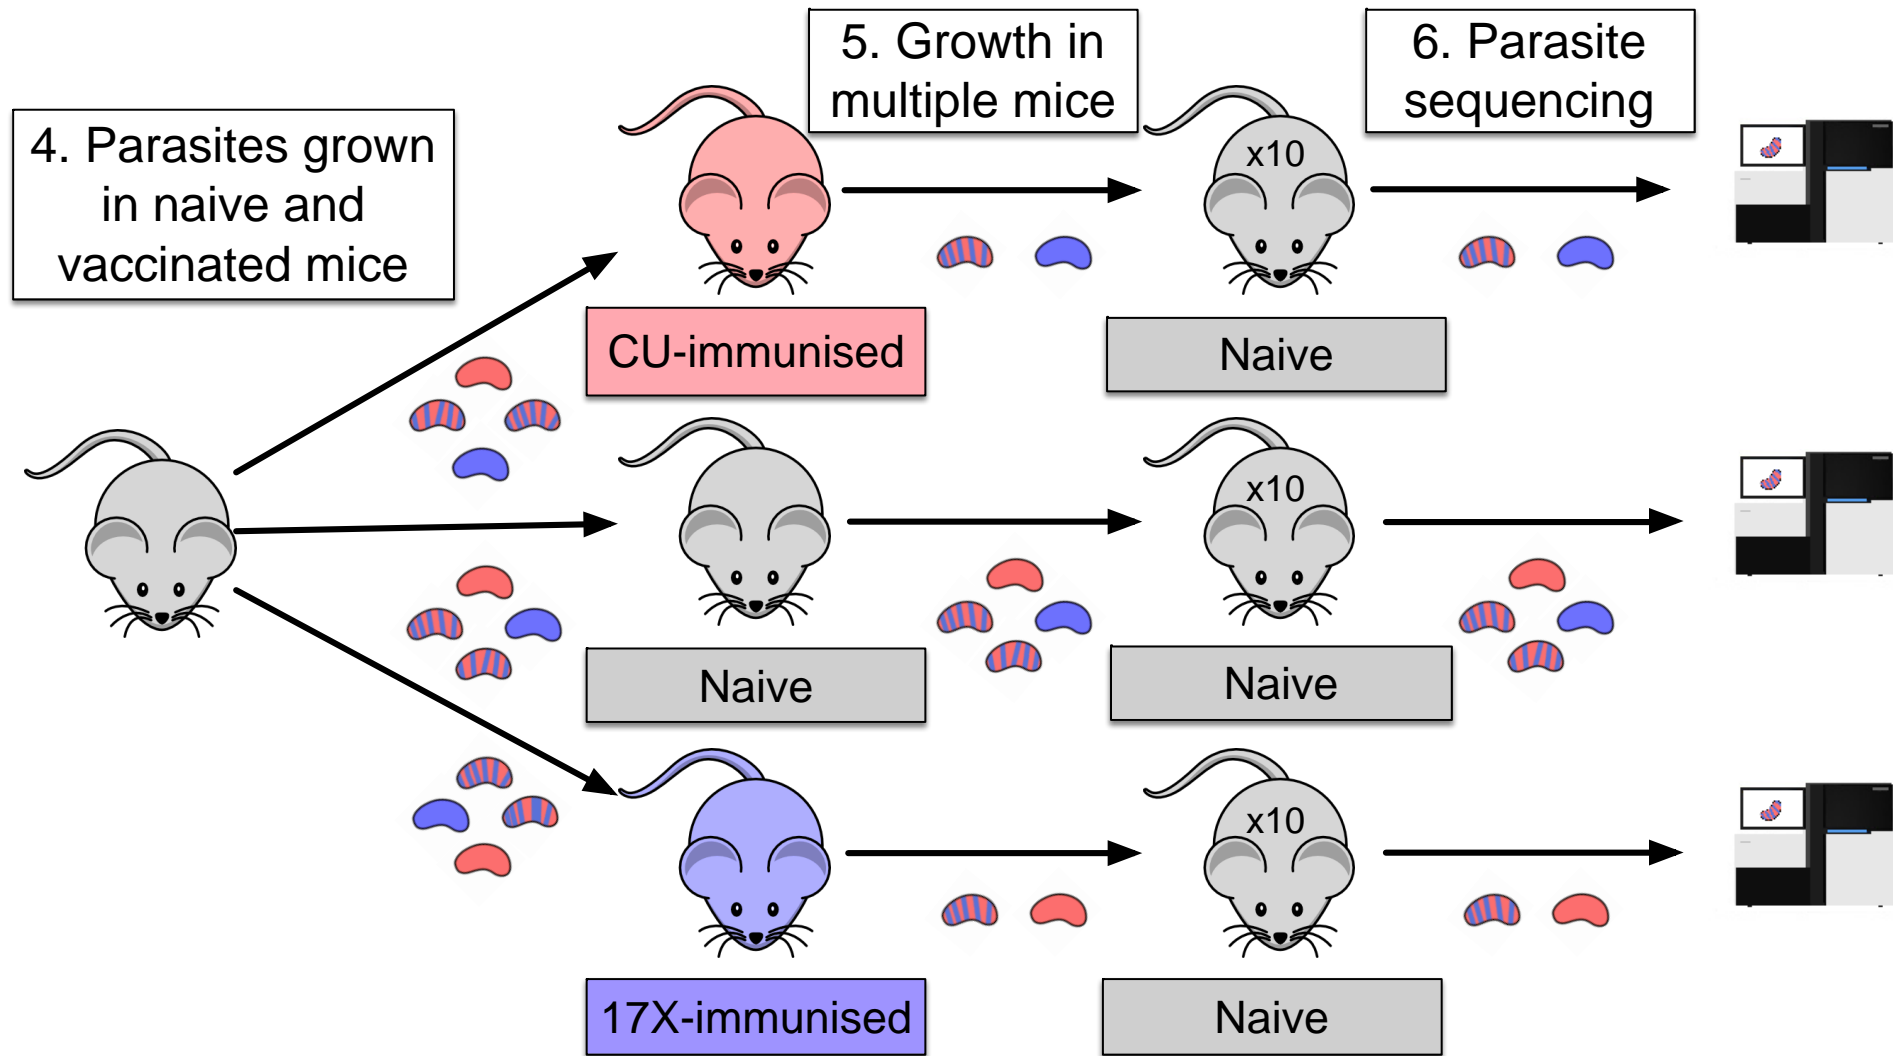 4. Parasites grown
in naive and
vaccinated mice
5. Growth in
multiple mice
6. Parasite
sequencing
x10
CU-immunised
Naive
x10
Naive
Naive
x10
17X-immunised
Naive